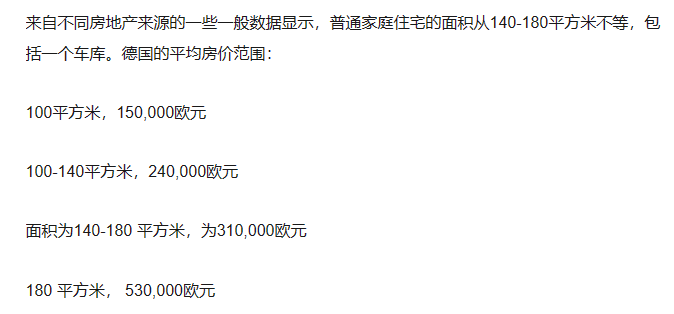 来自不同房地产来源的一些一般数据显示，普通家庭住宅的面积从140-180平方米不等，包
括一个车库。德国的平均房价范围：
100平方米，150,000欧元
100-140平方米，240,000欧元
面积为140-180 平方米，为310,000欧元
180 平方米， 530,000欧元